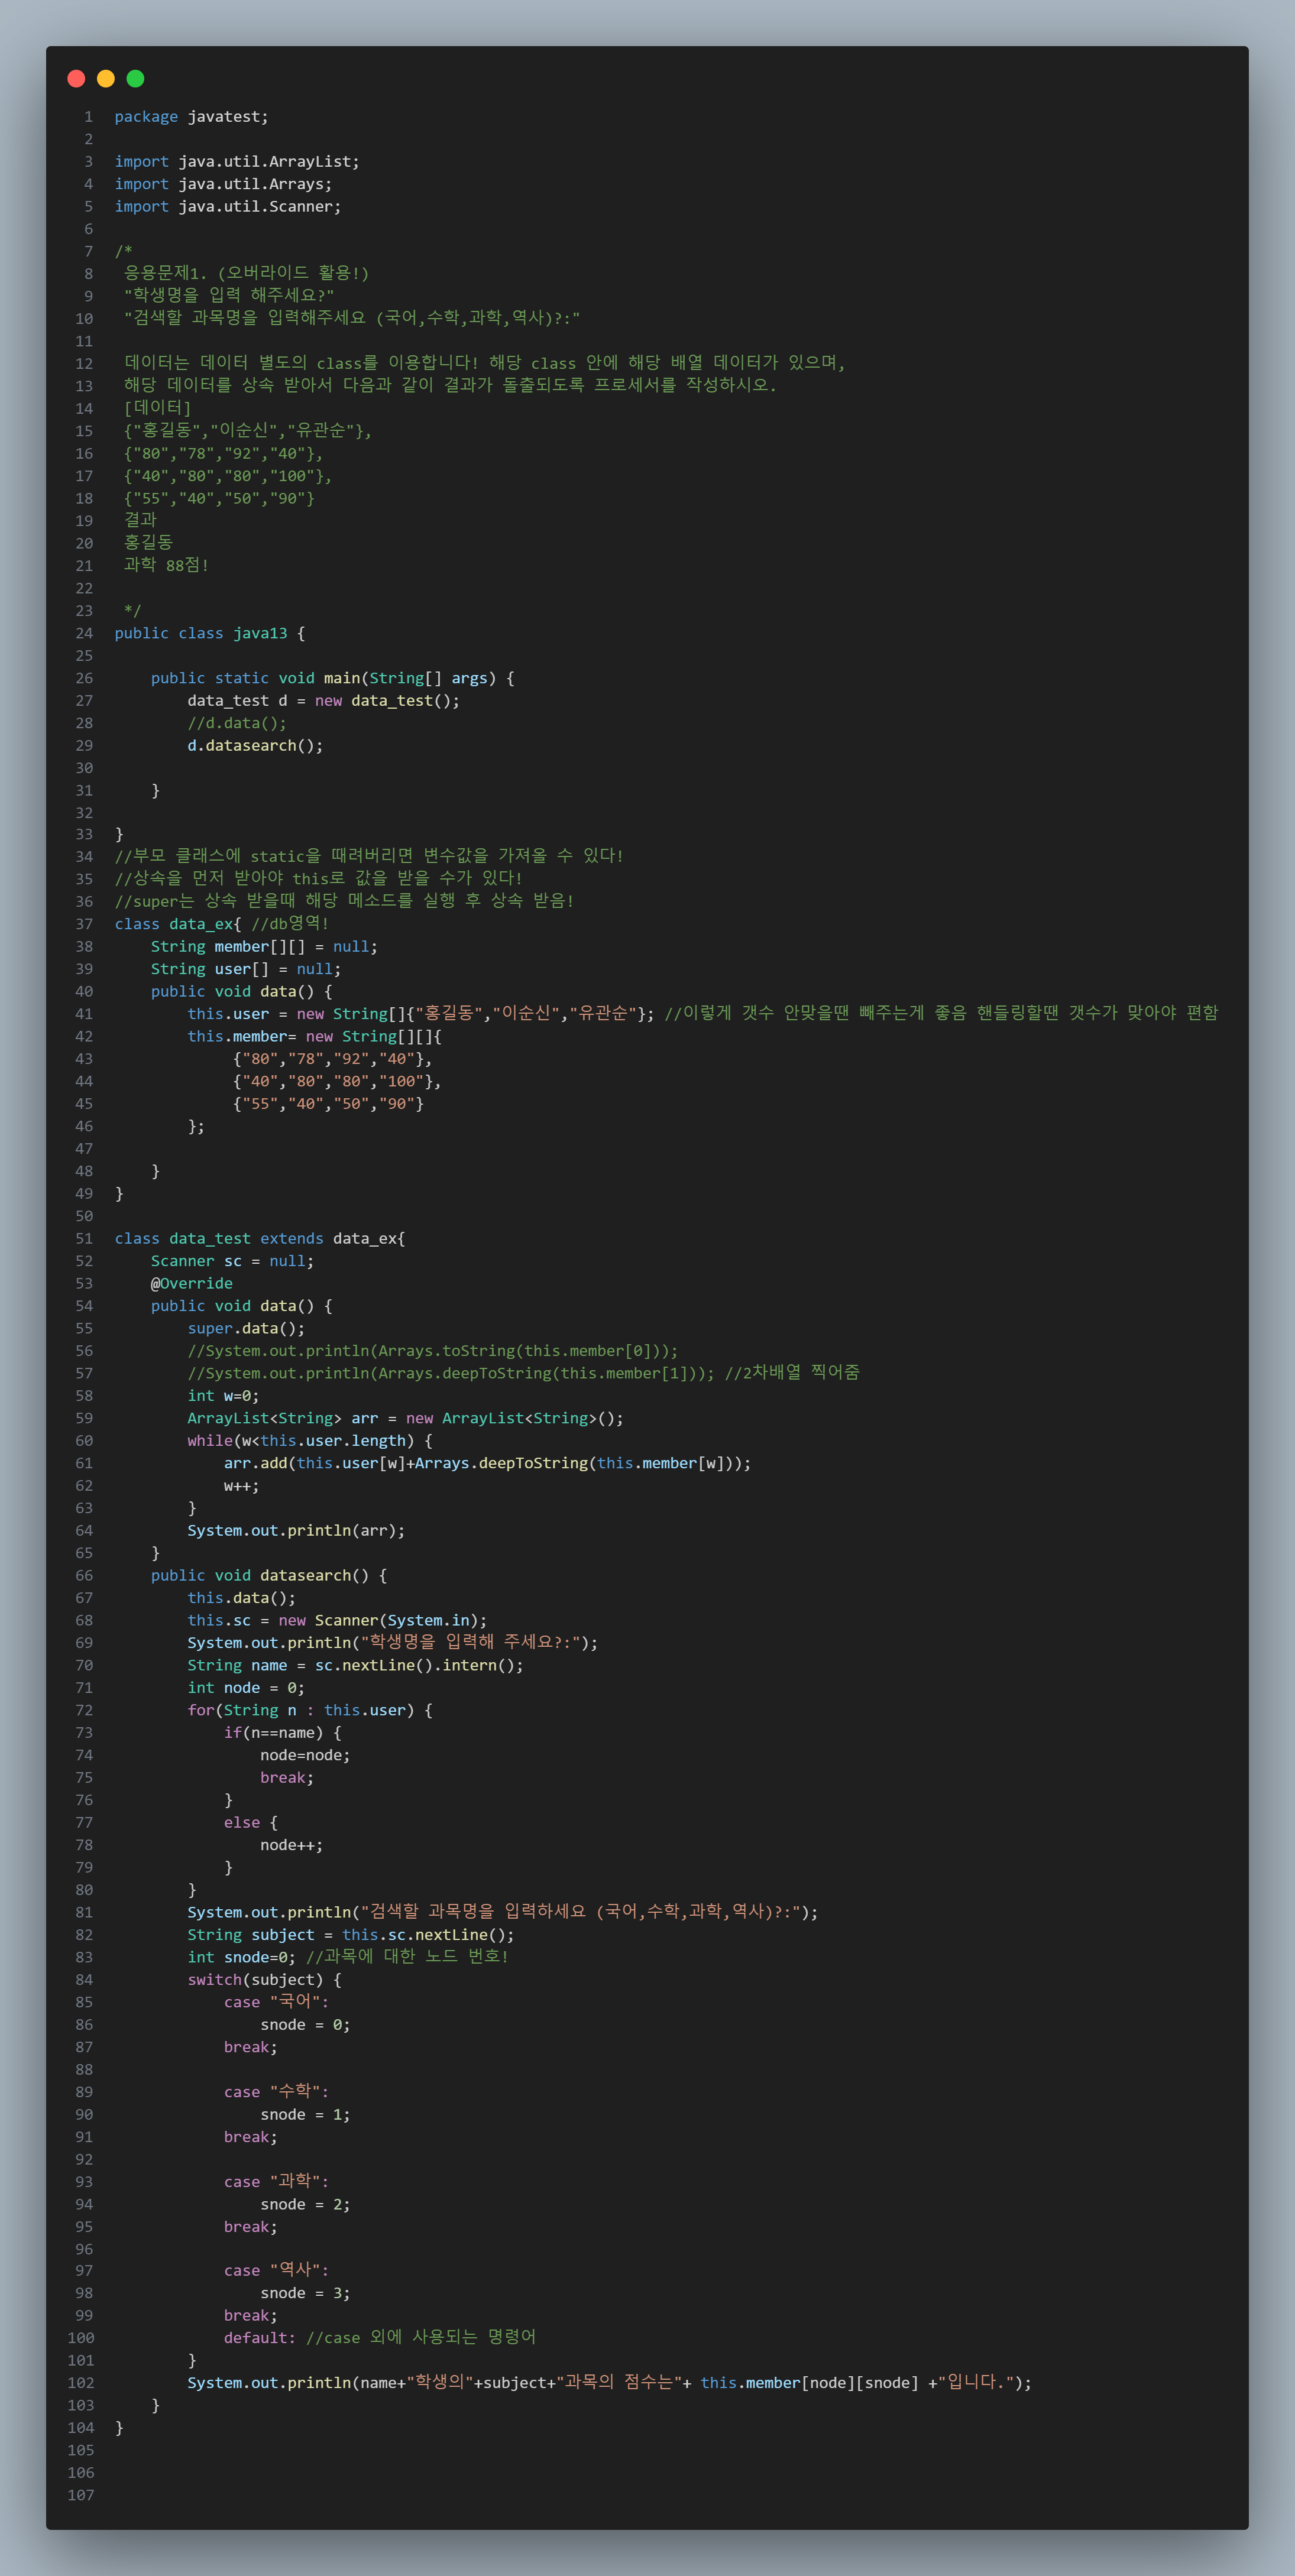 1 package javatest;
2
3 import java.util.ArrayList;
4 import java.util.Arrays;
5 import java.util.Scanner;
6
7 /*
8  응용문제1. (오버라이드 활용!)
9  "학생명을 입력 해주세요?"
10  "검색할 과목명을 입력해주세요 (국어,수학,과학,역사)?:"
11
12  데이터는 데이터 별도의 class를 이용합니다! 해당 class 안에 해당 배열 데이터가 있으며,
13  해당 데이터를 상속 받아서 다음과 같이 결과가 돌출되도록 프로세서를 작성하시오.
14  [데이터]
15  {"홍길동","이순신","유관순"},
16  {"80","78","92","40"},
17  {"40","80","80","100"},
18  {"55","40","50","90"}
19  결과
20  홍길동
21  과학 88점!
22
23  */
24 public class java13 {
25
26     public static void main(String[] args) {
27         data_test d = new data_test();
28         //d.data();
29         d.datasearch();
30
31     }
32
33 }
34 //부모 클래스에 static을 때려버리면 변수값을 가져올 수 있다!
35 //상속을 먼저 받아야 this로 값을 받을 수가 있다!
36 //super는 상속 받을때 해당 메소드를 실행 후 상속 받음!
37 class data_ex{ //db영역!
38     String member[][] = null;
39     String user[] = null;
40     public void data() {
41         this.user = new String[]{"홍길동","이순신","유관순"}; //이렇게 갯수 안맞을땐 빼주는게 좋음 핸들링할땐 갯수가 맞아야 편함
42         this.member= new String[][]{
43              {"80","78","92","40"},
44              {"40","80","80","100"},
45              {"55","40","50","90"}
46         };
47
48     }
49 }
50
51 class data_test extends data_ex{
52     Scanner sc = null;
53     @Override
54     public void data() {
55         super.data();
56         //System.out.println(Arrays.toString(this.member[0]));
57         //System.out.println(Arrays.deepToString(this.member[1])); //2차배열 찍어줌
58         int w=0;
59         ArrayList<String> arr = new ArrayList<String>();
60         while(w<this.user.length) {
61             arr.add(this.user[w]+Arrays.deepToString(this.member[w]));
62             w++;
63         }
64         System.out.println(arr);
65     }
66     public void datasearch() {
67         this.data();
68         this.sc = new Scanner(System.in);
69         System.out.println("학생명을 입력해 주세요?:");
70         String name = sc.nextLine().intern();
71         int node = 0;
72         for(String n : this.user) {
73             if(n==name) {
74                 node=node;
75                 break;
76             }
77             else {
78                 node++;
79             }
80         }
81         System.out.println("검색할 과목명을 입력하세요 (국어,수학,과학,역사)?:");
82         String subject = this.sc.nextLine();
83         int snode=0; //과목에 대한 노드 번호!
84         switch(subject) {
85             case "국어":
86                 snode = 0;
87             break;
88
89             case "수학":
90                 snode = 1;
91             break;
92
93             case "과학":
94                 snode = 2;
95             break;
96
97             case "역사":
98                 snode = 3;
99             break;
100             default: //case 외에 사용되는 명령어
101         }
102         System.out.println(name+"학생의"+subject+"과목의 점수는"+ this.member[node][snode] +"입니다.");
103     }
104 }
105
106
107